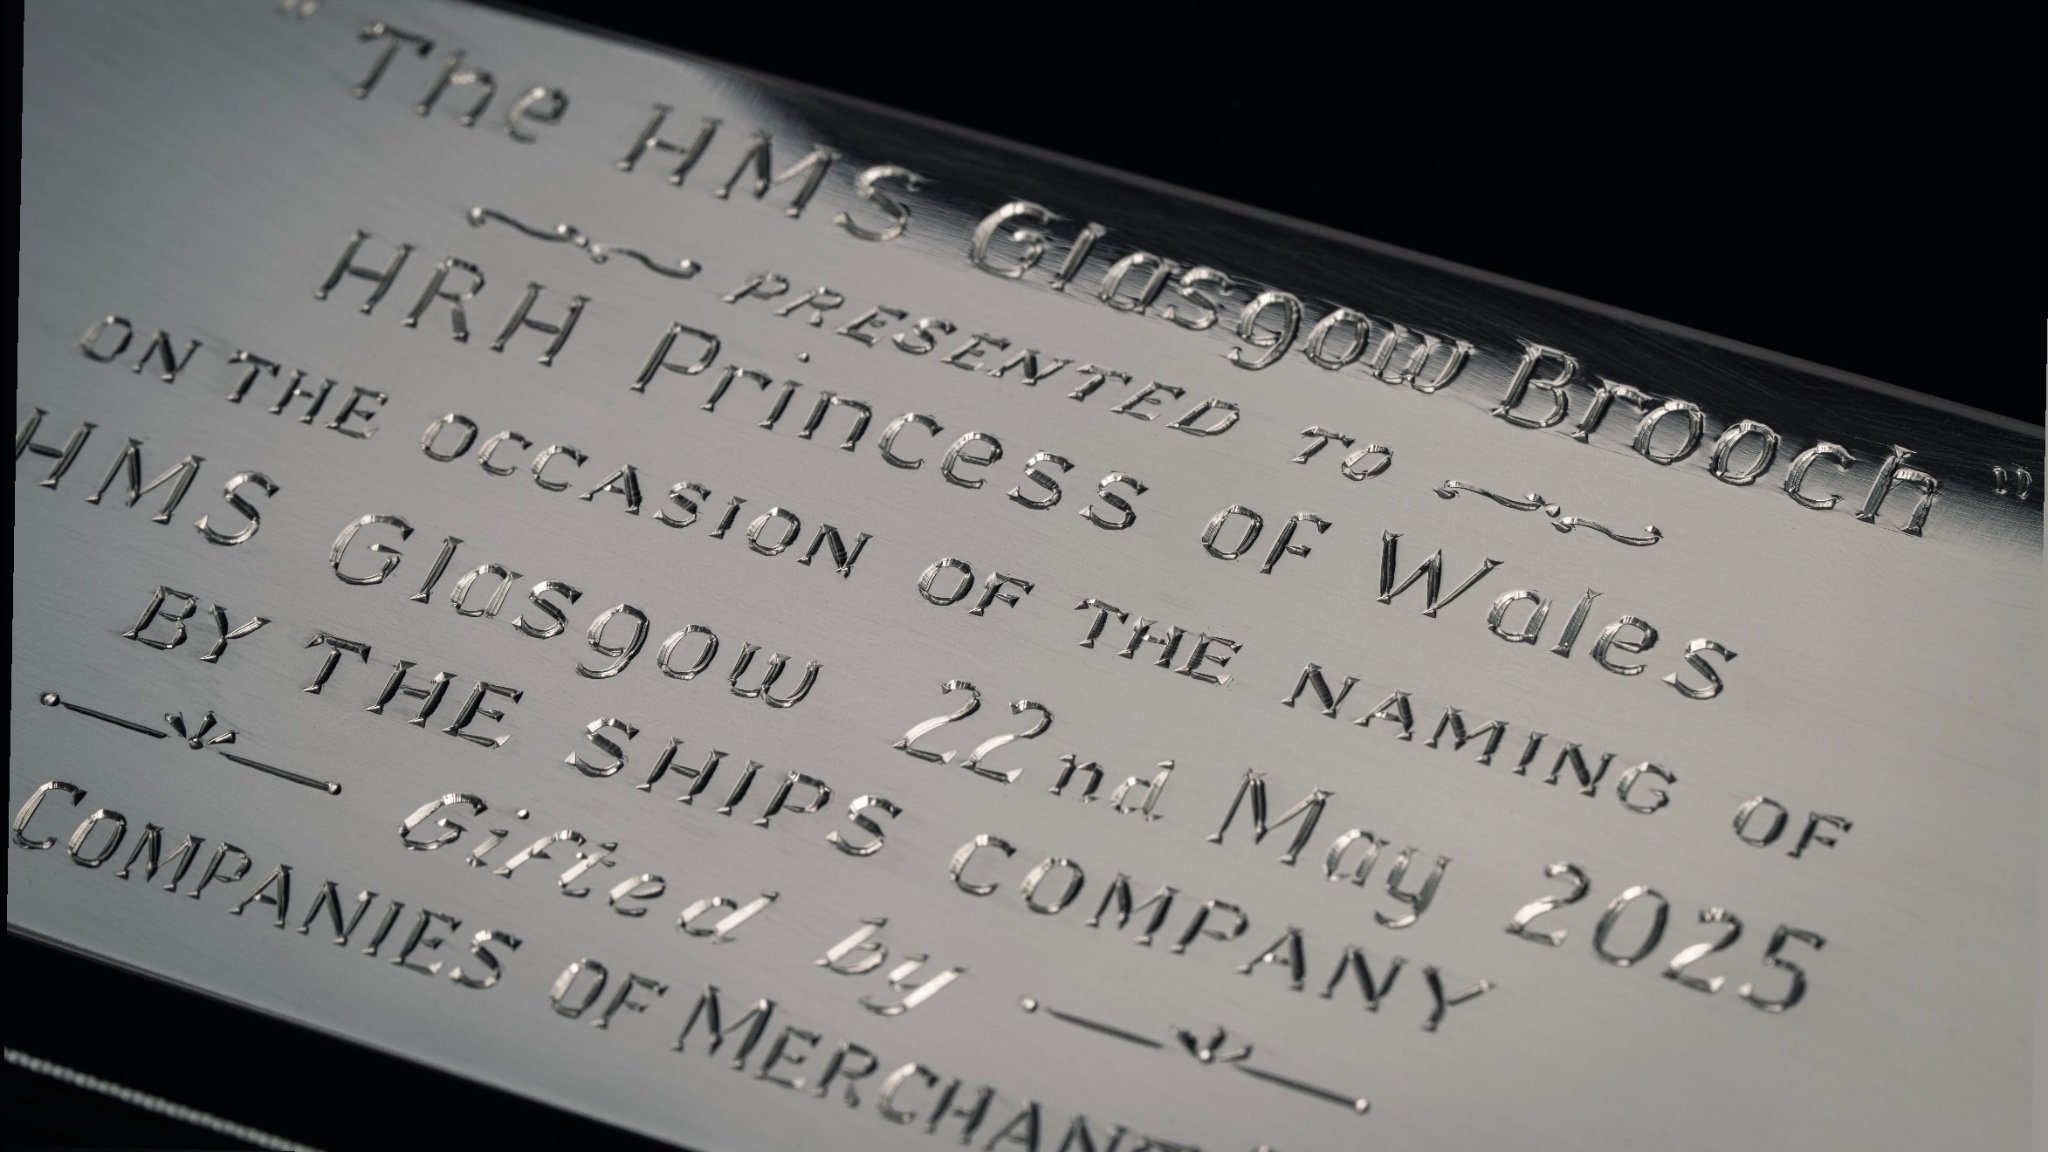 "The HMS Glasgow Brooch"
PRESENTED TO
HRH Princess OF Wales
ON THE OCCASION OF THE NAMING OF
HMS Glasgow 22nd May 2025
BY THE SHIPS COMPANY
Gifted by
COMPANIES OF